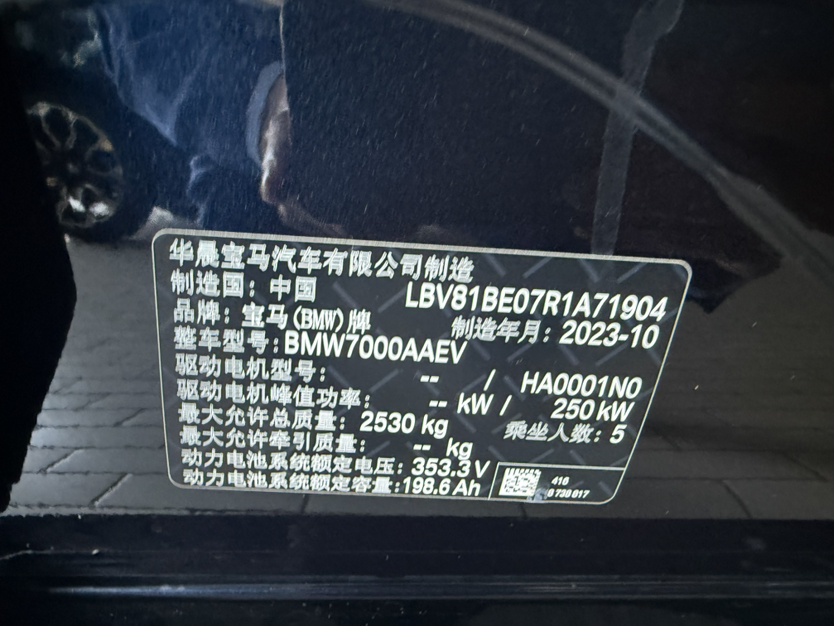 华晨宝马汽车有限公司制造
制造国：中国 LBV81BE07R1A71904
品牌：宝马(BMW)牌 制造年月：2023-10
整车型号：BMW7000AAEV
驱动电机型号： -- / HA0001N0
驱动电机峰值功率： -- kW / 250 kW
最大允许总质量：2530 kg 乘坐人数：5
最大允许牵引质量： -- kg
动力电池系统额定电压：353.3 V
动力电池系统额定容量：198.6 Ah
416
0 730 017